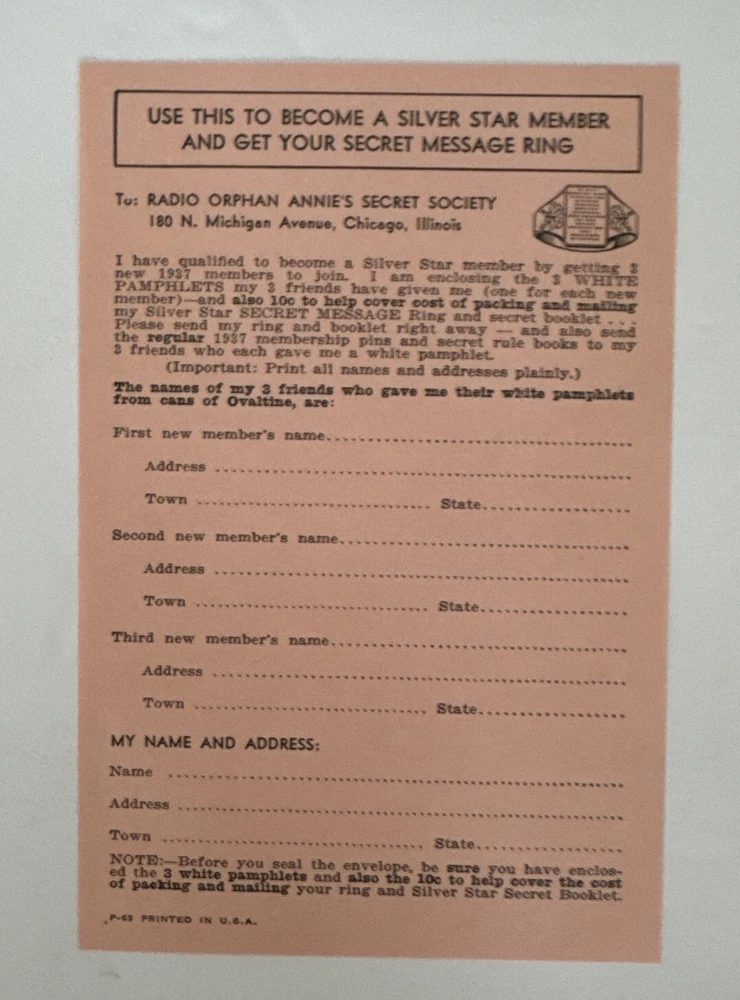 USE THIS TO BECOME A SILVER STAR MEMBER
AND GET YOUR SECRET MESSAGE RING
To: RADIO ORPHAN ANNIE'S SECRET SOCIETY
180 N. Michigan Avenue, Chicago, Illinois
I have qualified to become a Silver Star member by getting 3
new 1937 members to join. I am enclosing the 3 WHITE
PAMPHLETS my 3 friends have given me (one for each new
member)—and also 10c to help cover cost of packing and mailing
my Silver Star SECRET MESSAGE Ring and secret booklet . . .
Please send my ring and booklet right away — and also send
the regular 1937 membership pins and secret rule books to my
3 friends who each gave me a white pamphlet.
(Important: Print all names and addresses plainly.)
The names of my 3 friends who gave me their white pamphlets
from cans of Ovaltine, are:
First new member's name........................................
Address ........................................
Town .............................. State....................
Second new member's name........................................
Address ........................................
Town .............................. State....................
Third new member's name........................................
Address ........................................
Town .............................. State....................
MY NAME AND ADDRESS:
Name ........................................
Address ........................................
Town .............................. State....................
NOTE:—Before you seal the envelope, be sure you have enclos-
ed the 3 white pamphlets and also the 10c to help cover the cost
of packing and mailing your ring and Silver Star Secret Booklet.
P-63 PRINTED IN U.S.A.